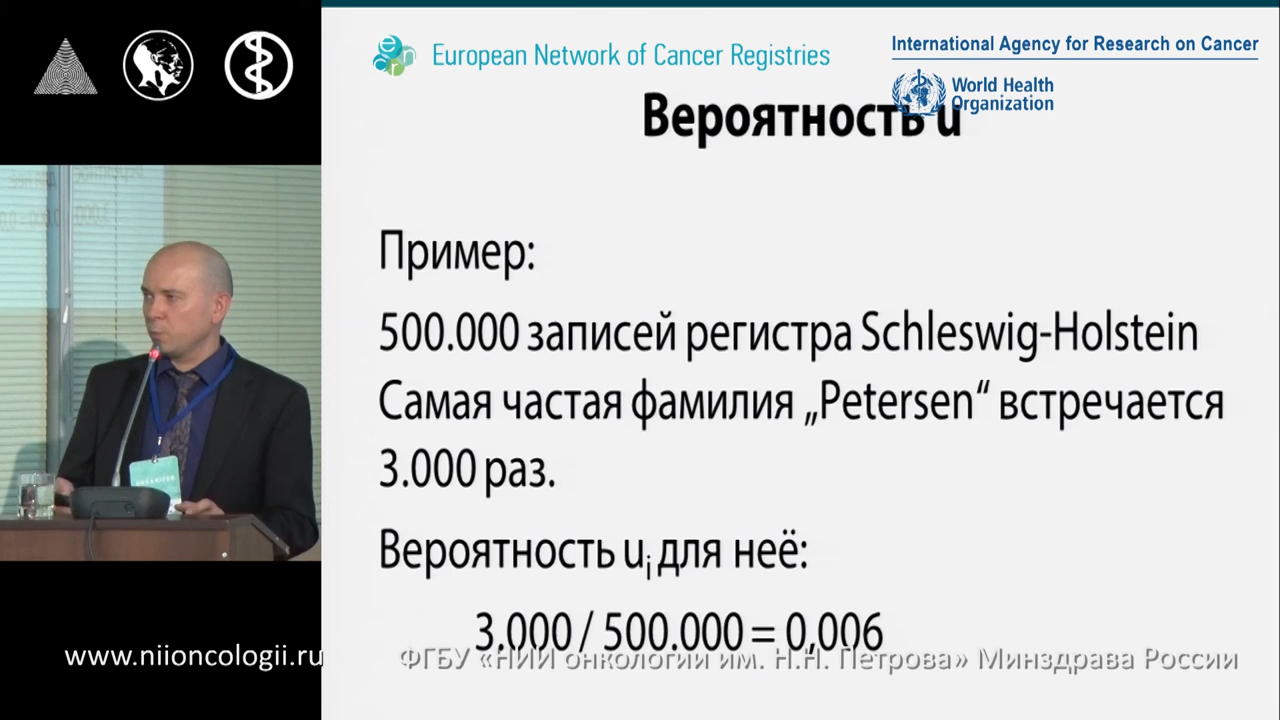 European Network of Cancer Registries
International Agency for Research on Cancer
World Health
Organization
Вероятность u
Пример:
500.000 записей регистра Schleswig-Holstein
Самая частая фамилия „Petersen“ встречается
3.000 раз.
Вероятность uᵢ для неё:
3.000 / 500.000 = 0,006
ORGANIZER
www.niioncologii.ru
ФГБУ «НИИ онкологии им. Н.Н. Петрова» Минздрава России